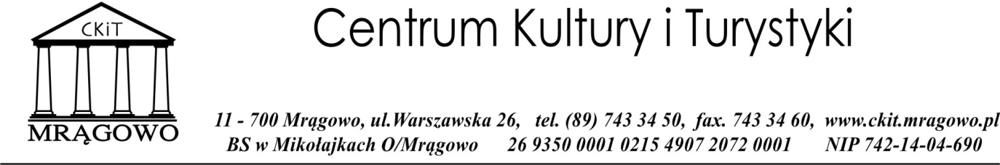 CKiT
MRĄGOWO
Centrum Kultury i Turystyki
11 - 700 Mrągowo, ul.Warszawska 26, tel. (89) 743 34 50, fax. 743 34 60, www.ckit.mragowo.pl
BS w Mikołajkach O/Mrągowo 26 9350 0001 0215 4907 2072 0001 NIP 742-14-04-690